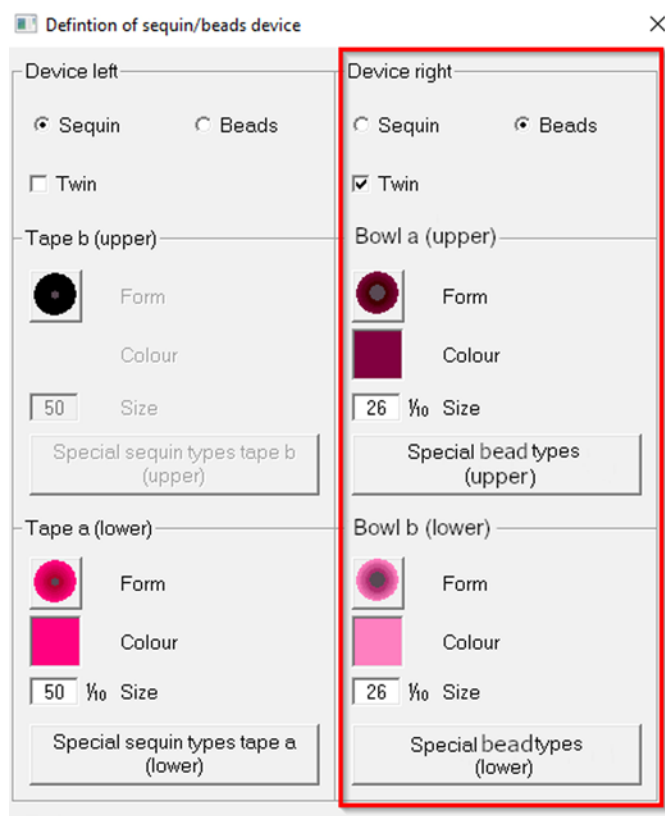 Defintion of sequin/beads device
Device left
Sequin Beads
Twin
Tape b (upper)
Form
Colour
50 Size
Special sequin types tape b
(upper)
Tape a (lower)
Form
Colour
50 1/10 Size
Special sequin types tape a
(lower)
Device right
Sequin Beads
Twin
Bowl a (upper)
Form
Colour
26 1/10 Size
Special bead types
(upper)
Bowl b (lower)
Form
Colour
26 1/10 Size
Special beadtypes
(lower)